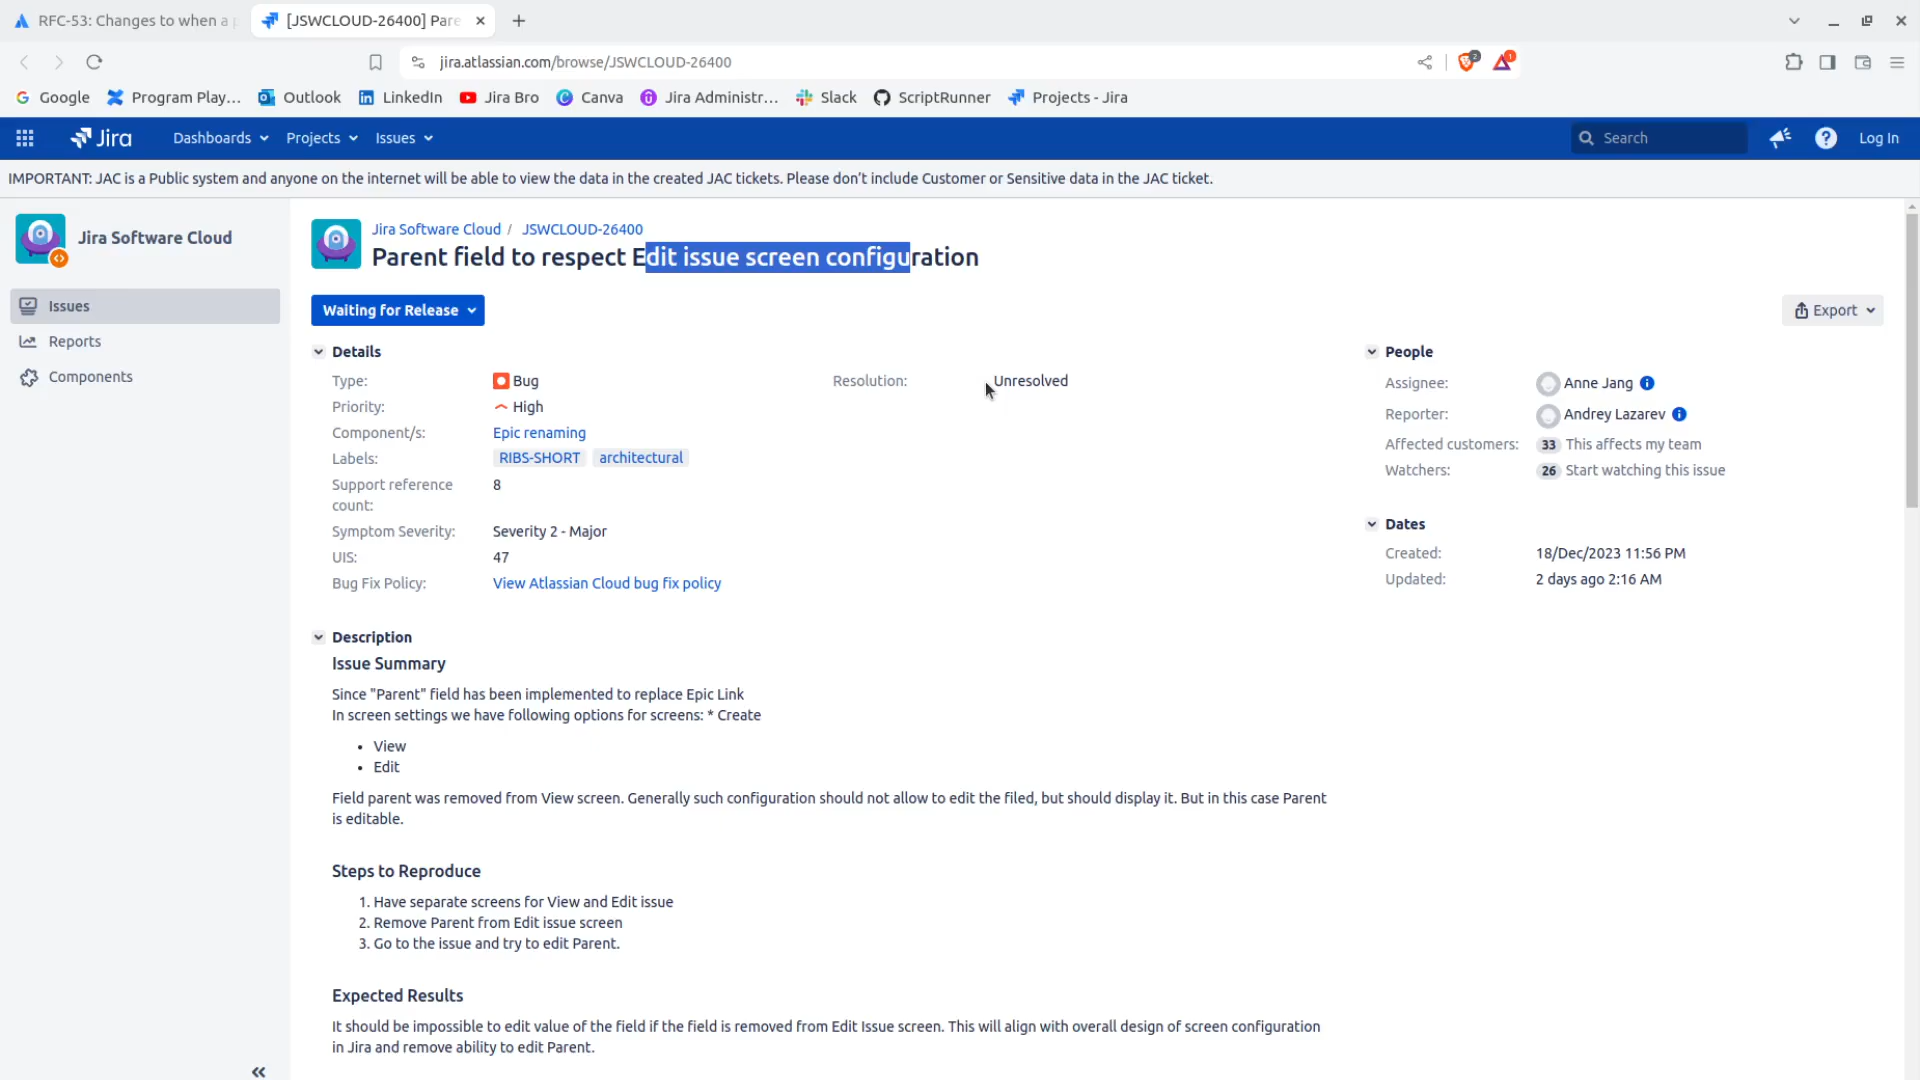 RFC-53: Changes to when a p
[JSWCLOUD-26400] Pare
jira.atlassian.com/browse/JSWCLOUD-26400
2
1
Google
Program Play...
Outlook
LinkedIn
Jira Bro
Canva
Jira Administr...
Slack
ScriptRunner
Projects - Jira
Jira
Dashboards
Projects
Issues
Search
Log In
IMPORTANT: JAC is a Public system and anyone on the internet will be able to view the data in the created JAC tickets. Please don't include Customer or Sensitive data in the JAC ticket.
Jira Software Cloud
Issues
Reports
Components
Jira Software Cloud / JSWCLOUD-26400
Parent field to respect Edit issue screen configuration
Waiting for Release
Export
Details
Type: Bug
Resolution: Unresolved
Priority: High
Component/s: Epic renaming
Labels: RIBS-SHORT architectural
Support reference count: 8
Symptom Severity: Severity 2 - Major
UIS: 47
Bug Fix Policy: View Atlassian Cloud bug fix policy
People
Assignee: Anne Jang
Reporter: Andrey Lazarev
Affected customers: 33 This affects my team
Watchers: 26 Start watching this issue
Dates
Created: 18/Dec/2023 11:56 PM
Updated: 2 days ago 2:16 AM
Description
Issue Summary
Since "Parent" field has been implemented to replace Epic Link
In screen settings we have following options for screens: * Create
• View
• Edit
Field parent was removed from View screen. Generally such configuration should not allow to edit the filed, but should display it. But in this case Parent
is editable.
Steps to Reproduce
1. Have separate screens for View and Edit issue
2. Remove Parent from Edit issue screen
3. Go to the issue and try to edit Parent.
Expected Results
It should be impossible to edit value of the field if the field is removed from Edit Issue screen. This will align with overall design of screen configuration
in Jira and remove ability to edit Parent.